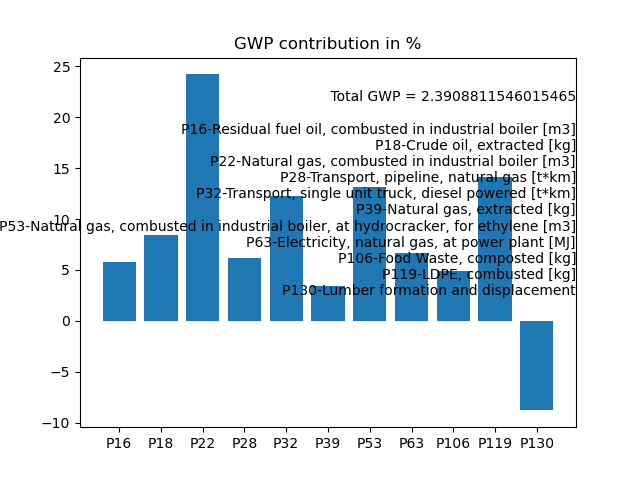 GWP contribution in %
25
20
15
10
5
0
−5
−10
Total GWP = 2.3908811546015465
P16-Residual fuel oil, combusted in industrial boiler [m3]
P18-Crude oil, extracted [kg]
P22-Natural gas, combusted in industrial boiler [m3]
P28-Transport, pipeline, natural gas [t*km]
P32-Transport, single unit truck, diesel powered [t*km]
P39-Natural gas, extracted [kg]
P53-Natural gas, combusted in industrial boiler, at hydrocracker, for ethylene [m3]
P63-Electricity, natural gas, at power plant [MJ]
P106-Food Waste, composted [kg]
P119-LDPE, combusted [kg]
P130-Lumber formation and displacement
P16 P18 P22 P28 P32 P39 P53 P63 P106 P119 P130